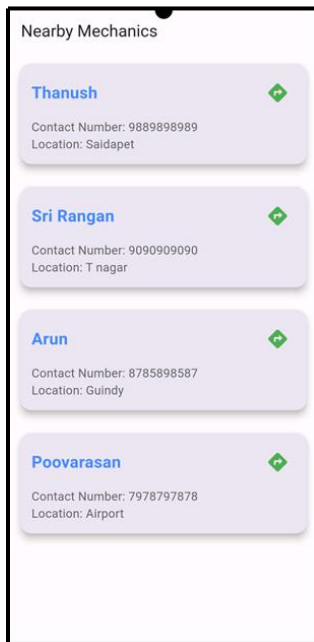 Nearby Mechanics
Thanush
Contact Number: 9889898989
Location: Saidapet
Sri Rangan
Contact Number: 9090909090
Location: T nagar
Arun
Contact Number: 8785898587
Location: Guindy
Poovarasan
Contact Number: 7978797878
Location: Airport